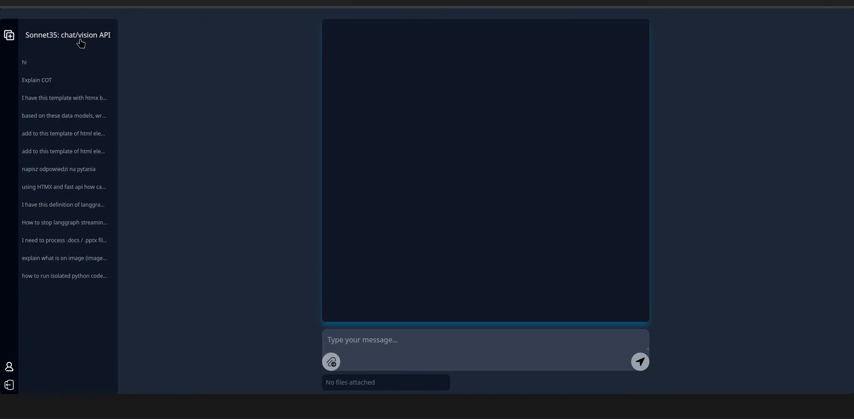 Sonnet35: chat/vision API
hi
Explain COT
I have this template with htmx b...
based on these data models, wr...
add to this template of html ele...
add to this template of html ele...
napisz odpowiedzi na pytania
using HTMX and fast api how ca...
I have this definition of langgra...
How to stop langgraph streamin...
I need to process .docs / .pptx fil...
explain what is on image (image...
how to run isolated python code...
Type your message...
No files attached